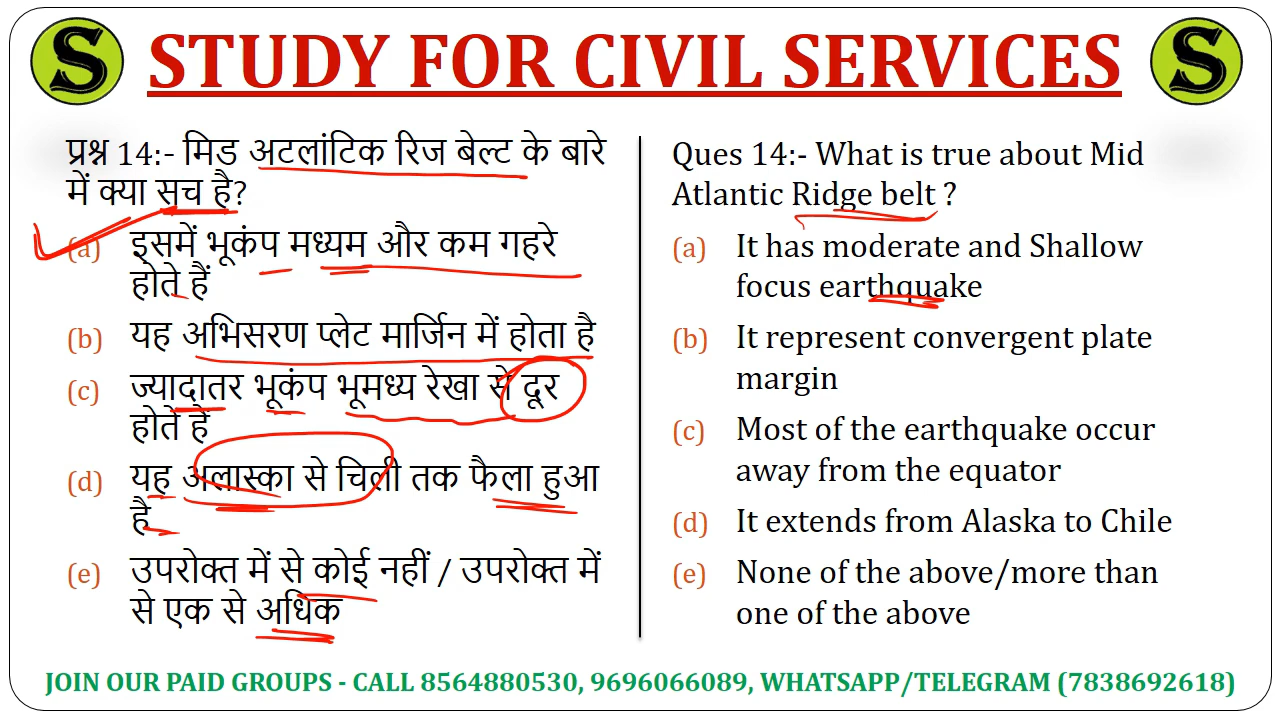 S
STUDY FOR CIVIL SERVICES
S
प्रश्न 14:- मिड अटलांटिक रिज बेल्ट के बारे
में क्या सच है?
(a) इसमें भूकंप मध्यम और कम गहरे
होते हैं
(b) यह अभिसरण प्लेट मार्जिन में होता है
(c) ज्यादातर भूकंप भूमध्य रेखा से दूर
होते हैं
(d) यह अलास्का से चिली तक फैला हुआ
है
(e) उपरोक्त में से कोई नहीं / उपरोक्त में
से एक से अधिक
Ques 14:- What is true about Mid
Atlantic Ridge belt ?
(a) It has moderate and Shallow
focus earthquake
(b) It represent convergent plate
margin
(c) Most of the earthquake occur
away from the equator
(d) It extends from Alaska to Chile
(e) None of the above/more than
one of the above
JOIN OUR PAID GROUPS - CALL 8564880530, 9696066089, WHATSAPP/TELEGRAM (7838692618)